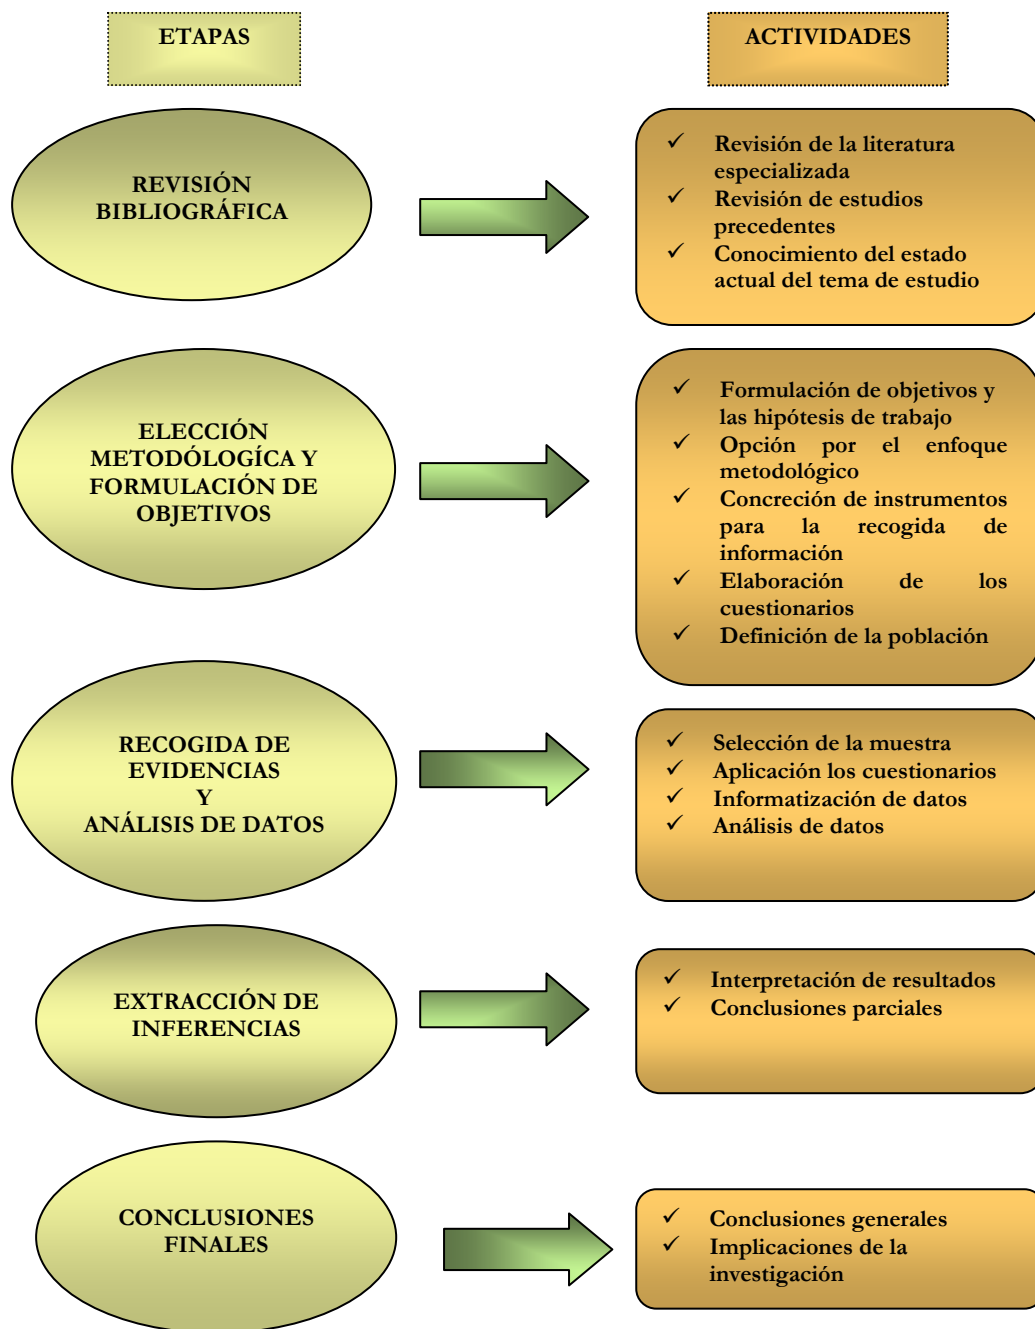 ETAPAS
ACTIVIDADES
REVISIÓN
BIBLIOGRÁFICA
✓ Revisión de la literatura
especializada
✓ Revisión de estudios
precedentes
✓ Conocimiento del estado
actual del tema de estudio
ELECCIÓN
METODÓLOGÍCA Y
FORMULACIÓN DE
OBJETIVOS
✓ Formulación de objetivos y
las hipótesis de trabajo
✓ Opción por el enfoque
metodológico
✓ Concreción de instrumentos
para la recogida de
información
✓ Elaboración de los
cuestionarios
✓ Definición de la población
RECOGIDA DE
EVIDENCIAS
Y
ANÁLISIS DE DATOS
✓ Selección de la muestra
✓ Aplicación los cuestionarios
✓ Informatización de datos
✓ Análisis de datos
EXTRACCIÓN DE
INFERENCIAS
✓ Interpretación de resultados
✓ Conclusiones parciales
CONCLUSIONES
FINALES
✓ Conclusiones generales
✓ Implicaciones de la
investigación